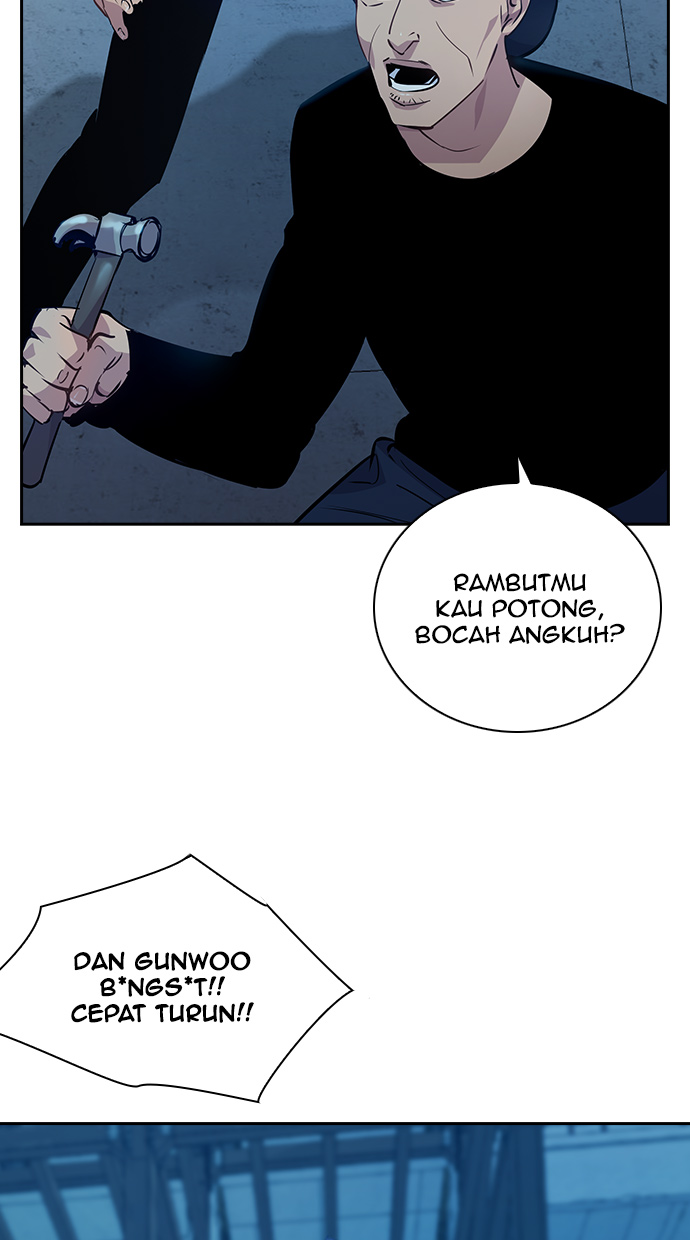 RAMBUTMU
KAU POTONG,
BOCAH ANGKUH?
DAN GUNWOO
B*NGS*T!!
CEPAT TURUN!!